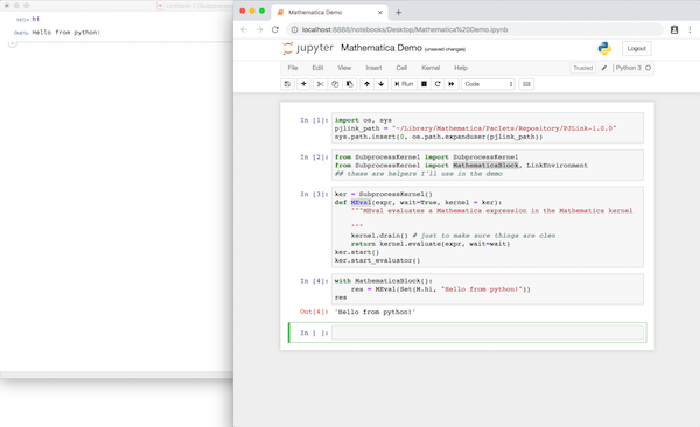 Untitled-1 (Subprocess
hi
Hello from python!
Mathematica Demo
localhost:8888/notebooks/Desktop/Mathematica%20Demo.ipynb
jupyter Mathematica Demo (unsaved changes)
Logout
File Edit View Insert Cell Kernel Help
Trusted Python 3
Run Code
In [1]: import os, sys
pjlink_path = "~/Library/Mathematica/Paclets/Repository/PJLink-1.0.0"
sys.path.insert(0, os.path.expanduser(pjlink_path))
In [2]: from SubprocessKernel import SubprocessKernel
from SubprocessKernel import MathematicaBlock, LinkEnvironment
## these are helpers I'll use in the demo
In [3]: ker = SubprocessKernel()
def MEval(expr, wait=True, kernel = ker):
"""MEval evaluates a Mathematica expression in the Mathematica kernel
"""
kernel.drain() # just to make sure things are clen
return kernel.evaluate(expr, wait=wait)
ker.start()
ker.start_evaluator()
In [4]: with MathematicaBlock():
res = MEval(Set(M.hi, "Hello from python!"))
res
Out[4]: 'Hello from python!'
In [ ]: